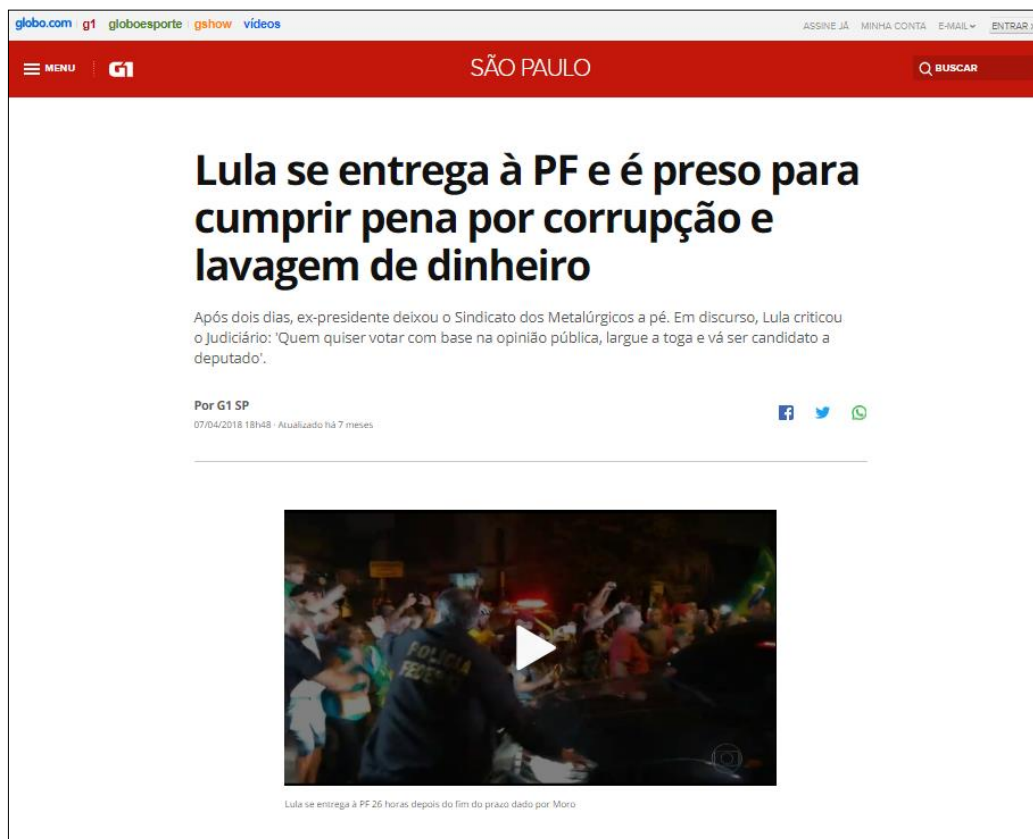 globo.com g1 globoesporte gshow vídeos ASSINE JÁ MINHA CONTA E-MAIL ENTRAR
MENU G1 SÃO PAULO BUSCAR
Lula se entrega à PF e é preso para
cumprir pena por corrupção e
lavagem de dinheiro
Após dois dias, ex-presidente deixou o Sindicato dos Metalúrgicos a pé. Em discurso, Lula criticou
o Judiciário: 'Quem quiser votar com base na opinião pública, largue a toga e vá ser candidato a
deputado'.
Por G1 SP
07/04/2018 18h48 · Atualizado há 7 meses
POLÍCIA
FEDERAL
Lula se entrega à PF 26 horas depois do fim do prazo dado por Moro